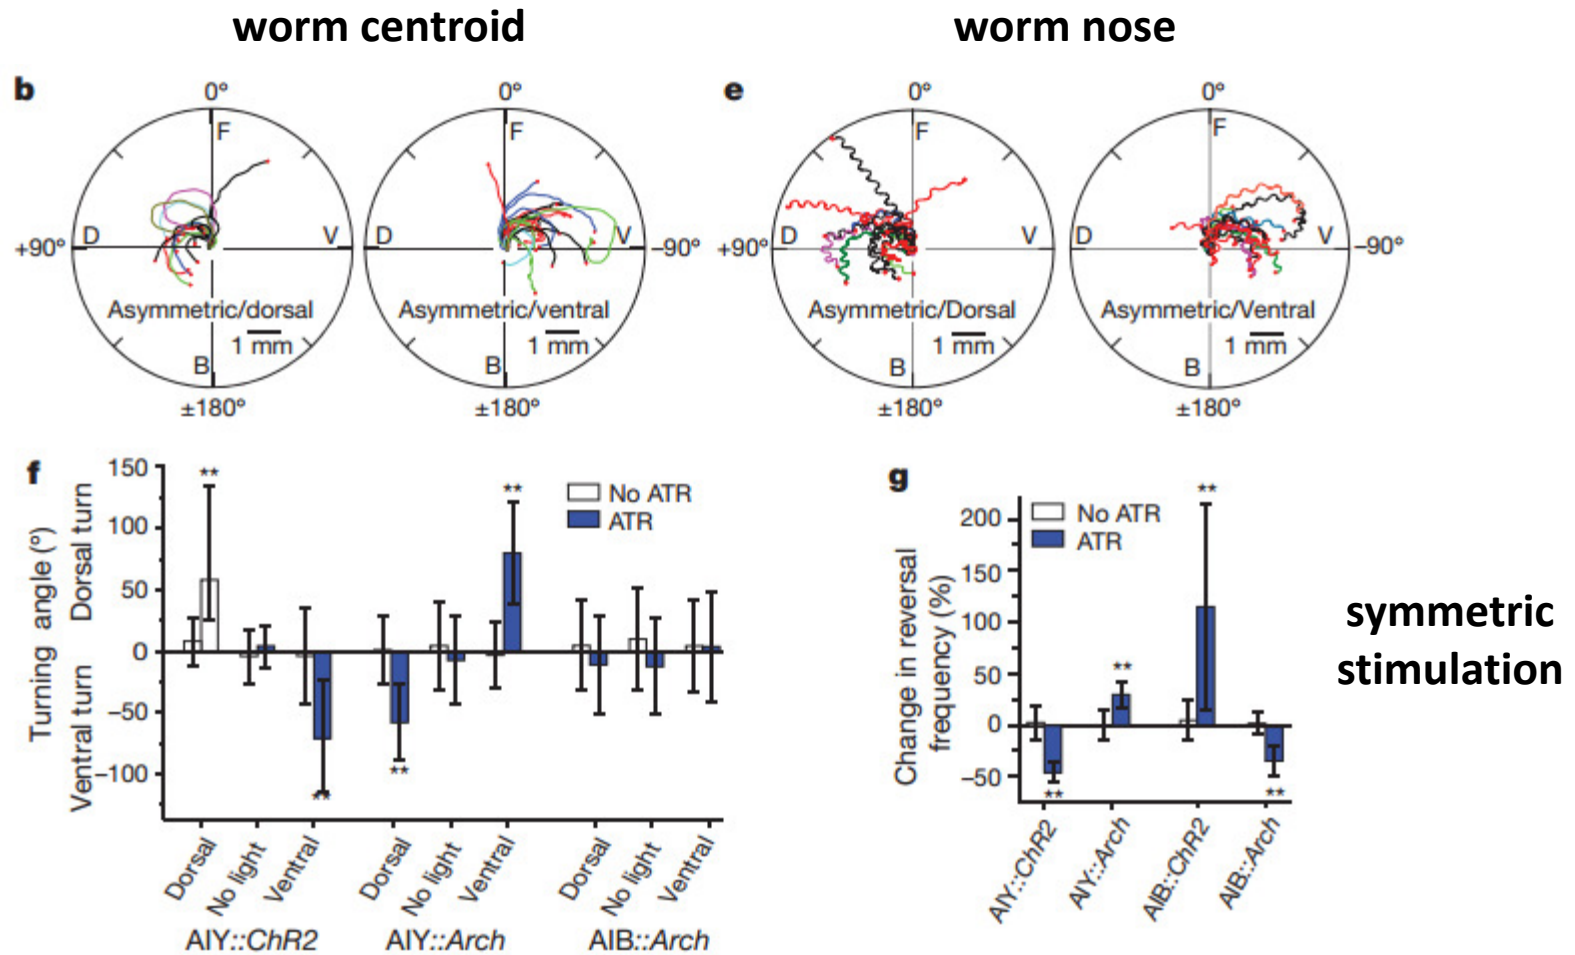 worm centroid
worm nose
b
0°
F
+90°
D
V
Asymmetric/dorsal
1 mm
B
±180°
0°
F
D
V
–90°
Asymmetric/ventral
1 mm
B
±180°
e
0°
F
+90°
D
V
Asymmetric/Dorsal
1 mm
B
±180°
0°
F
D
V
–90°
Asymmetric/Ventral
1 mm
B
±180°
f
Turning angle (°)
Ventral turn Dorsal turn
150
100
50
0
–50
–100
**
**
**
**
No ATR
ATR
Dorsal
No light
Ventral
Dorsal
No light
Ventral
Dorsal
No light
Ventral
AIY::ChR2
AIY::Arch
AIB::Arch
g
Change in reversal
frequency (%)
200
150
100
50
0
–50
No ATR
ATR
**
**
**
**
AIY::ChR2
AIY::Arch
AIB::ChR2
AIB::Arch
symmetric
stimulation